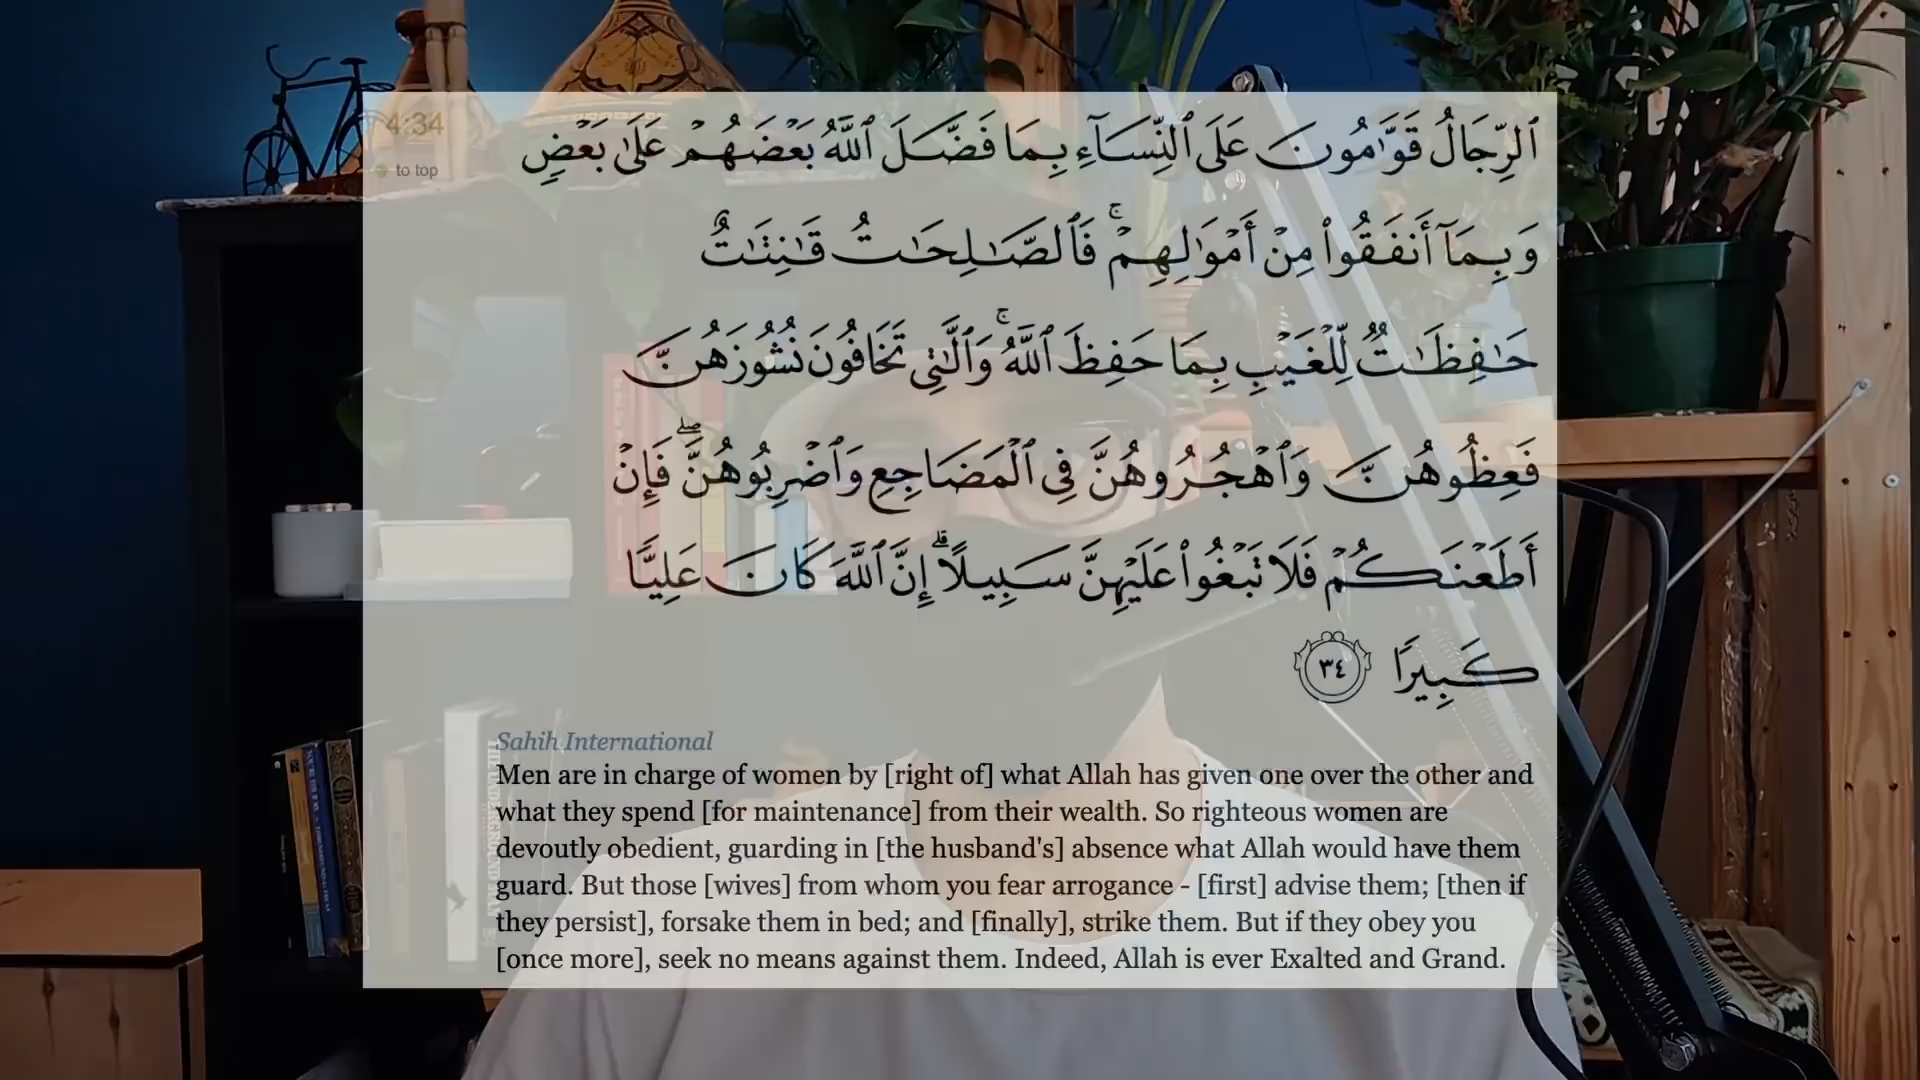 4:34
to top
ٱلرِّجَالُ قَوَّٰمُونَ عَلَى ٱلنِّسَآءِ بِمَا فَضَّلَ ٱللَّهُ بَعْضَهُمْ عَلَىٰ بَعْضٍ
وَبِمَآ أَنفَقُوا۟ مِنْ أَمْوَٰلِهِمْ ۚ فَٱلصَّـٰلِحَـٰتُ قَـٰنِتَـٰتٌ
حَـٰفِظَـٰتٌ لِّلْغَيْبِ بِمَا حَفِظَ ٱللَّهُ ۚ وَٱلَّـٰتِى تَخَافُونَ نُشُوزَهُنَّ
فَعِظُوهُنَّ وَٱهْجُرُوهُنَّ فِى ٱلْمَضَاجِعِ وَٱضْرِبُوهُنَّ ۖ فَإِنْ
أَطَعْنَكُمْ فَلَا تَبْغُوا۟ عَلَيْهِنَّ سَبِيلًا ۗ إِنَّ ٱللَّهَ كَانَ عَلِيًّا
كَبِيرًا ٣٤
Sahih International
Men are in charge of women by [right of] what Allah has given one over the other and
what they spend [for maintenance] from their wealth. So righteous women are
devoutly obedient, guarding in [the husband's] absence what Allah would have them
guard. But those [wives] from whom you fear arrogance - [first] advise them; [then if
they persist], forsake them in bed; and [finally], strike them. But if they obey you
[once more], seek no means against them. Indeed, Allah is ever Exalted and Grand.